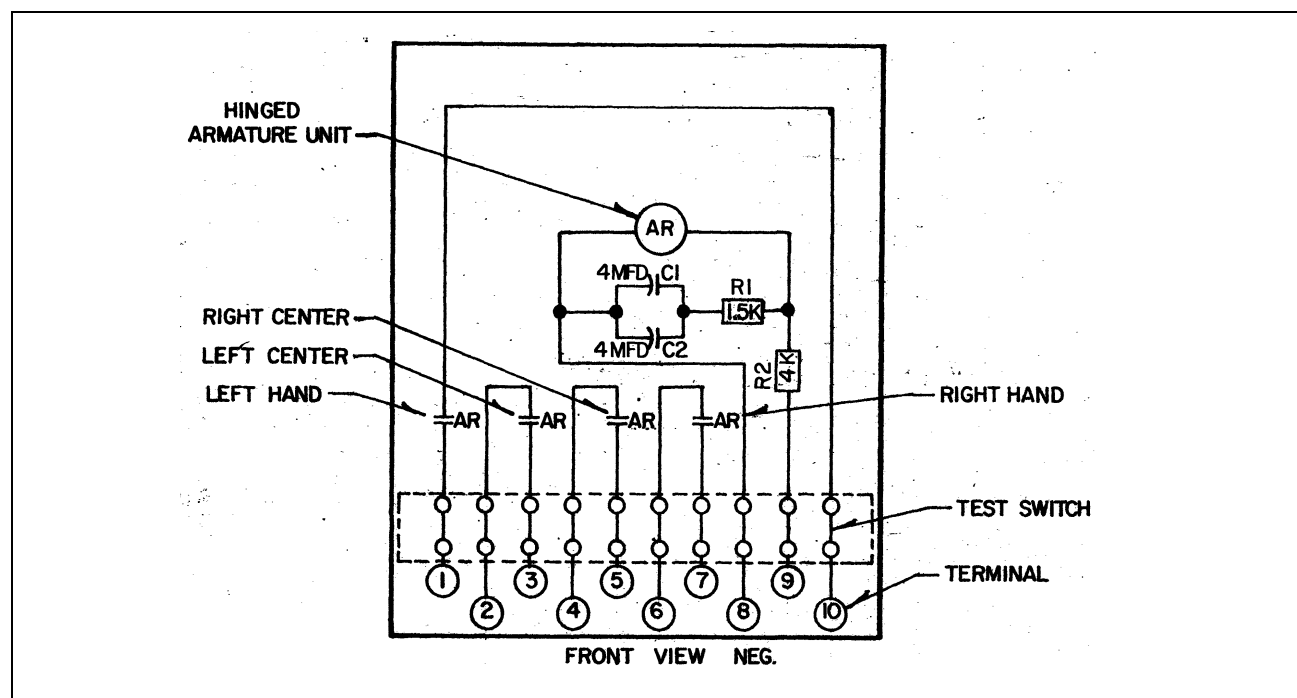 HINGED
ARMATURE UNIT
AR
4MFD C1
R1
1.5K
4MFD C2
R2
4K
RIGHT CENTER
LEFT CENTER
LEFT HAND
AR
AR
AR
AR
RIGHT HAND
TEST SWITCH
TERMINAL
1
2
3
4
5
6
7
8
9
10
FRONT VIEW NEG.